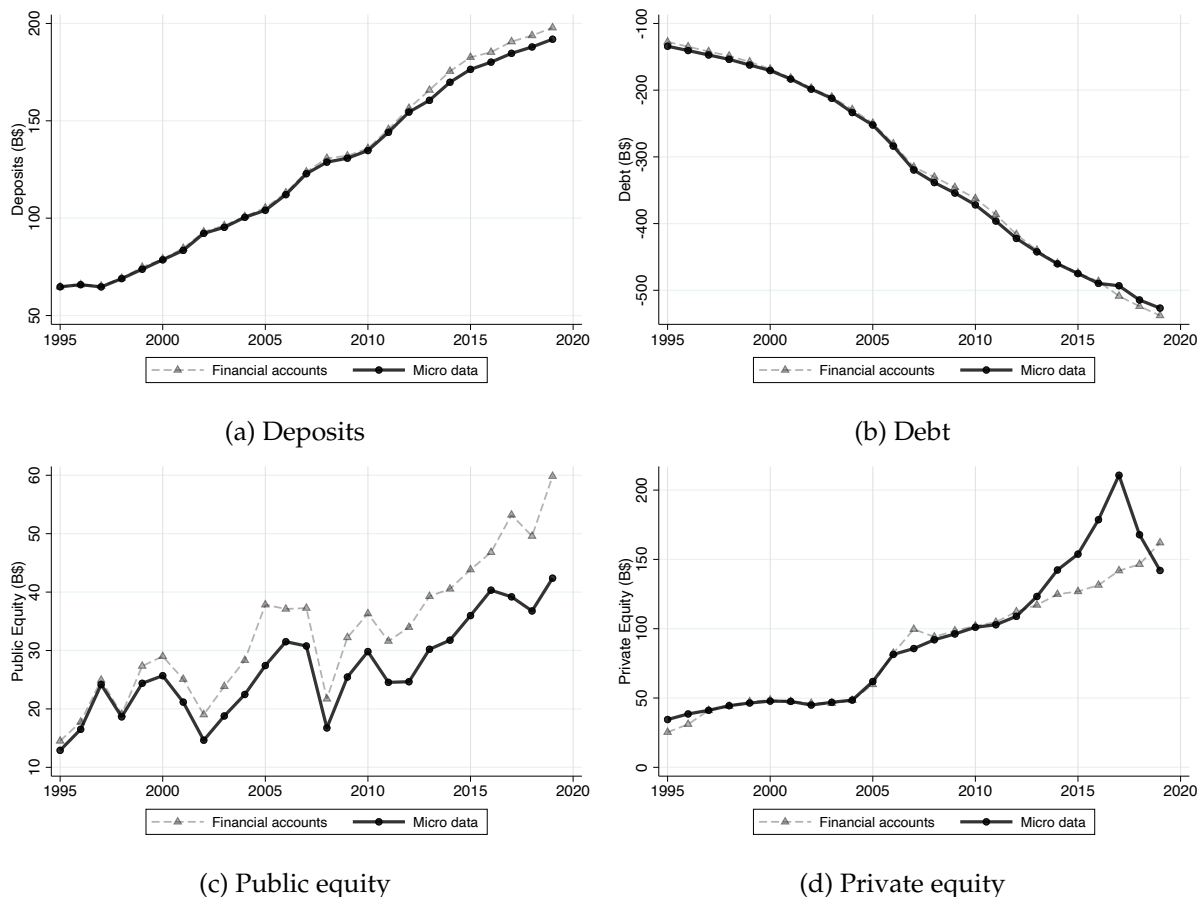 Deposits (B$)
200
150
100
50
1995 2000 2005 2010 2015 2020
Financial accounts Micro data
(a) Deposits
Debt (B$)
-100
-200
-300
-400
-500
1995 2000 2005 2010 2015 2020
Financial accounts Micro data
(b) Debt
Public Equity (B$)
60
50
40
30
20
10
1995 2000 2005 2010 2015 2020
Financial accounts Micro data
(c) Public equity
Private Equity (B$)
200
150
100
50
0
1995 2000 2005 2010 2015 2020
Financial accounts Micro data
(d) Private equity